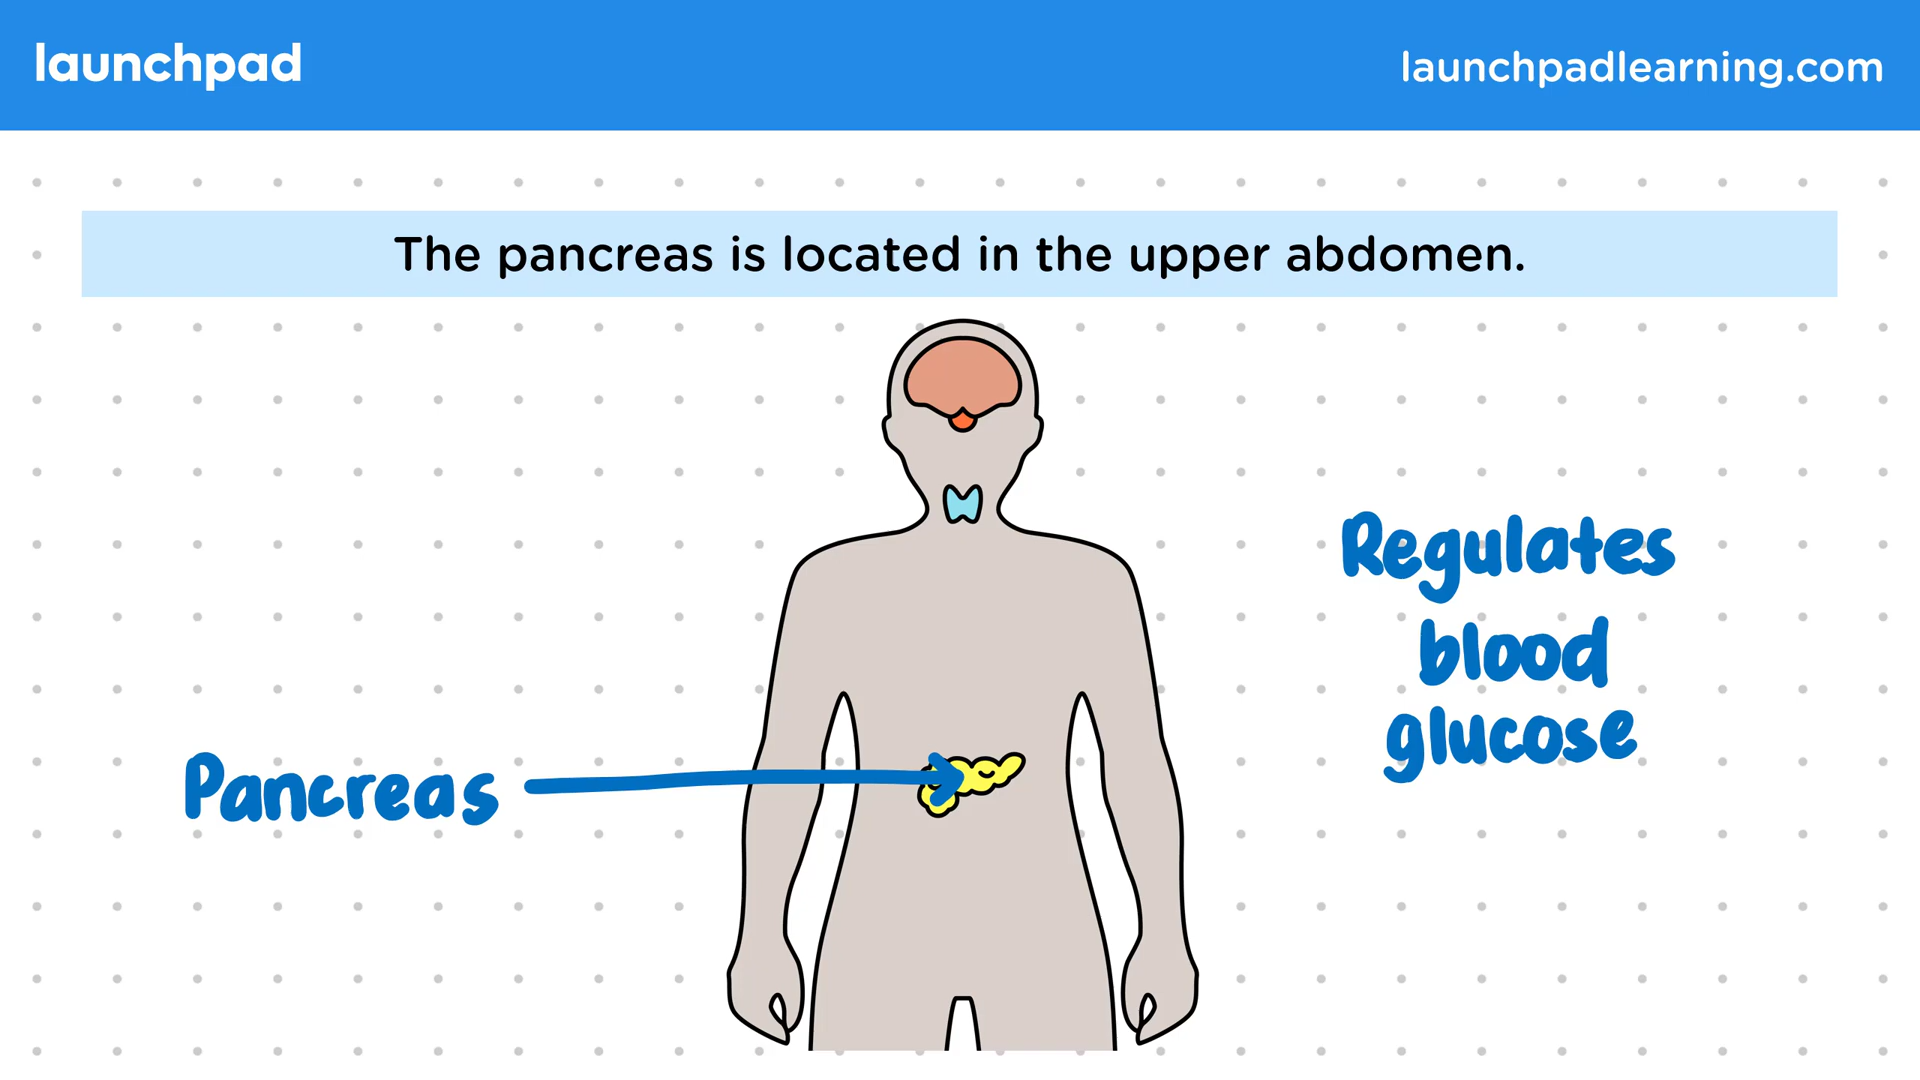 launchpad
launchpadlearning.com
The pancreas is located in the upper abdomen.
Pancreas
Regulates
blood
glucose